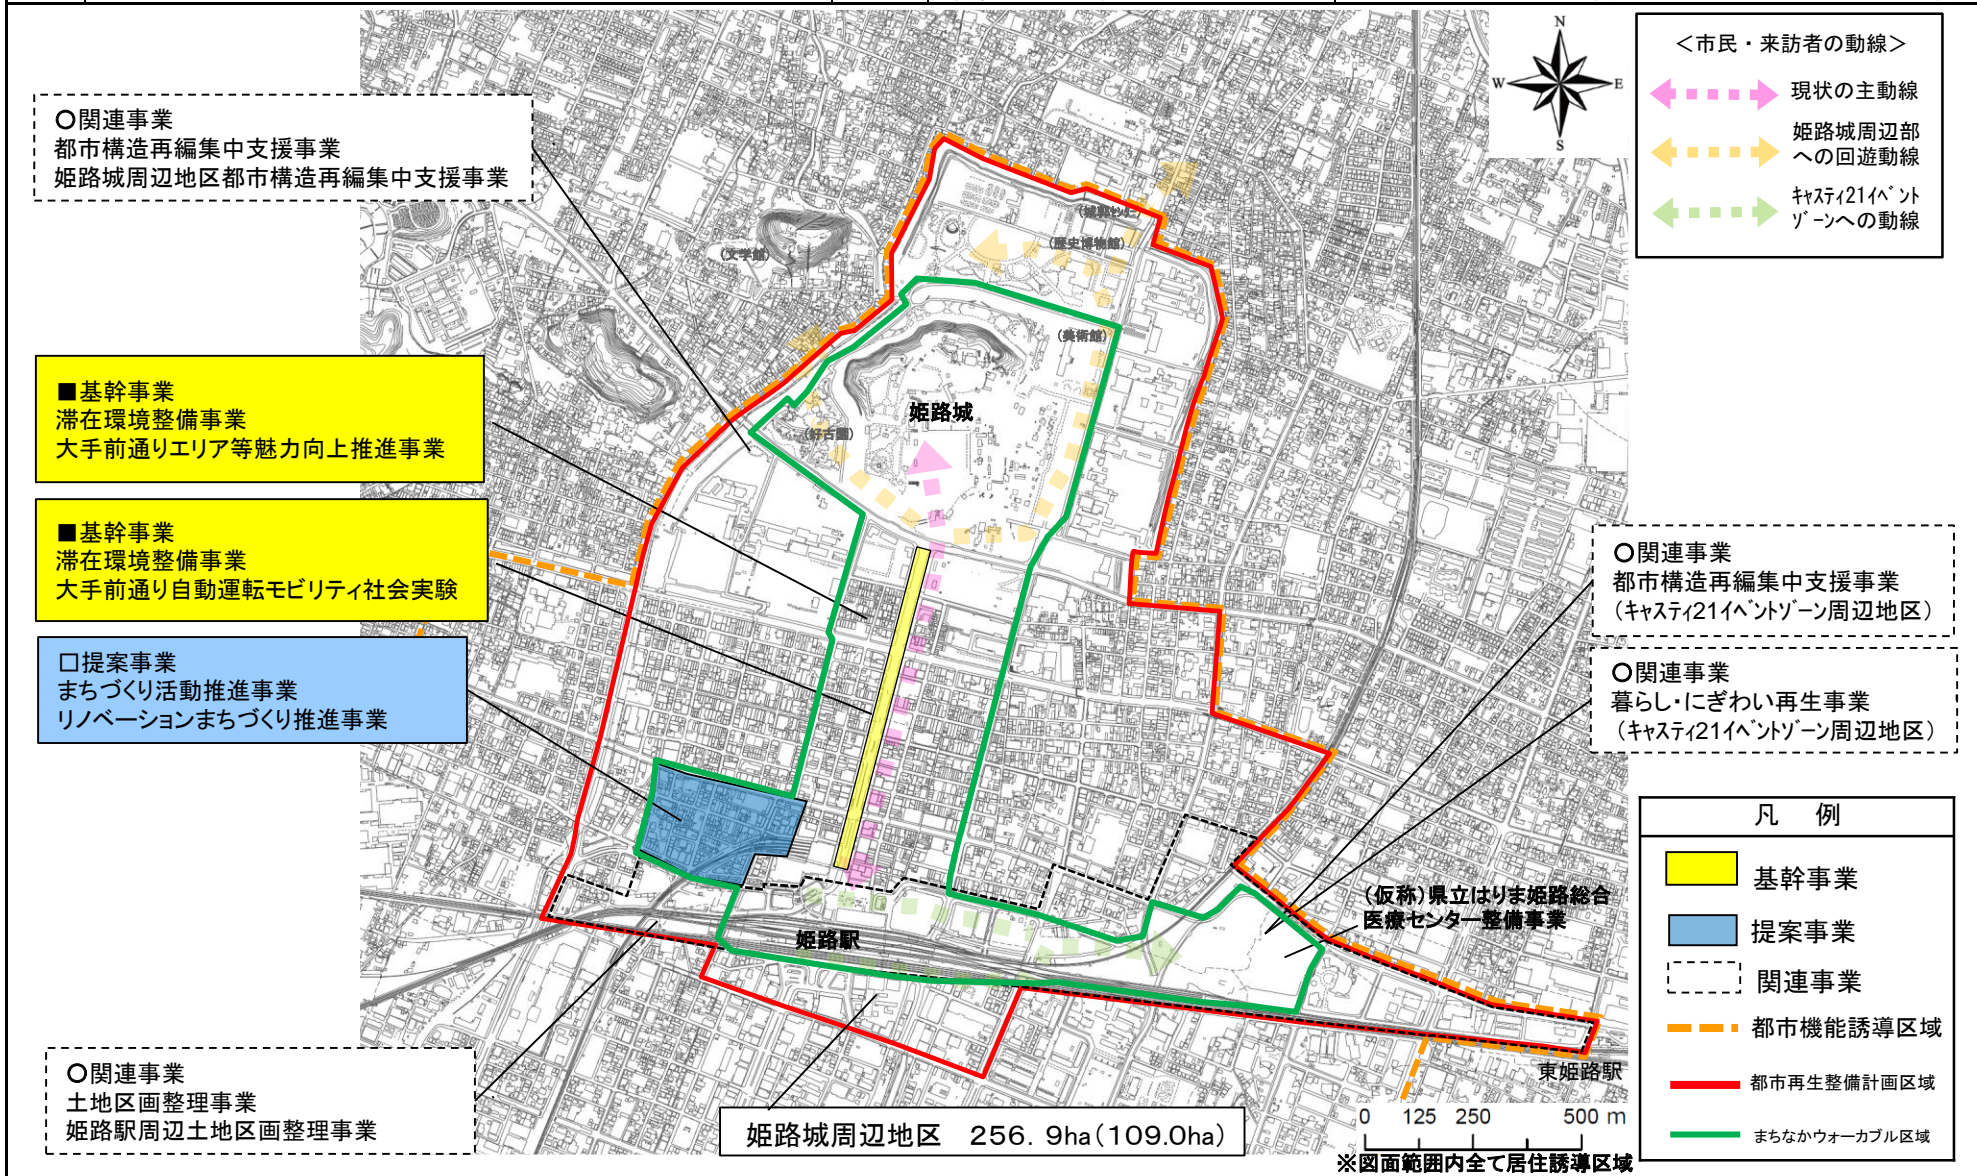 ○関連事業
都市構造再編集中支援事業
姫路城周辺地区都市構造再編集中支援事業
■基幹事業
滞在環境整備事業
大手前通りエリア等魅力向上推進事業
■基幹事業
滞在環境整備事業
大手前通り自動運転モビリティ社会実験
□提案事業
まちづくり活動推進事業
リノベーションまちづくり推進事業
○関連事業
土地区画整理事業
姫路駅周辺土地区画整理事業
(文学館)
(城郭センター)
(歴史博物館)
(美術館)
姫路城
(好古園)
姫路駅
(仮称)県立はりま姫路総合
医療センター整備事業
東姫路駅
姫路城周辺地区 256.9ha(109.0ha)
N
W E
S
<市民・来訪者の動線>
現状の主動線
姫路城周辺部
への回遊動線
キャスティ21イベント
ゾーンへの動線
○関連事業
都市構造再編集中支援事業
(キャスティ21イベントゾーン周辺地区)
○関連事業
暮らし・にぎわい再生事業
(キャスティ21イベントゾーン周辺地区)
凡 例
基幹事業
提案事業
関連事業
都市機能誘導区域
都市再生整備計画区域
まちなかウォーカブル区域
0 125 250 500 m
※図面範囲内全て居住誘導区域